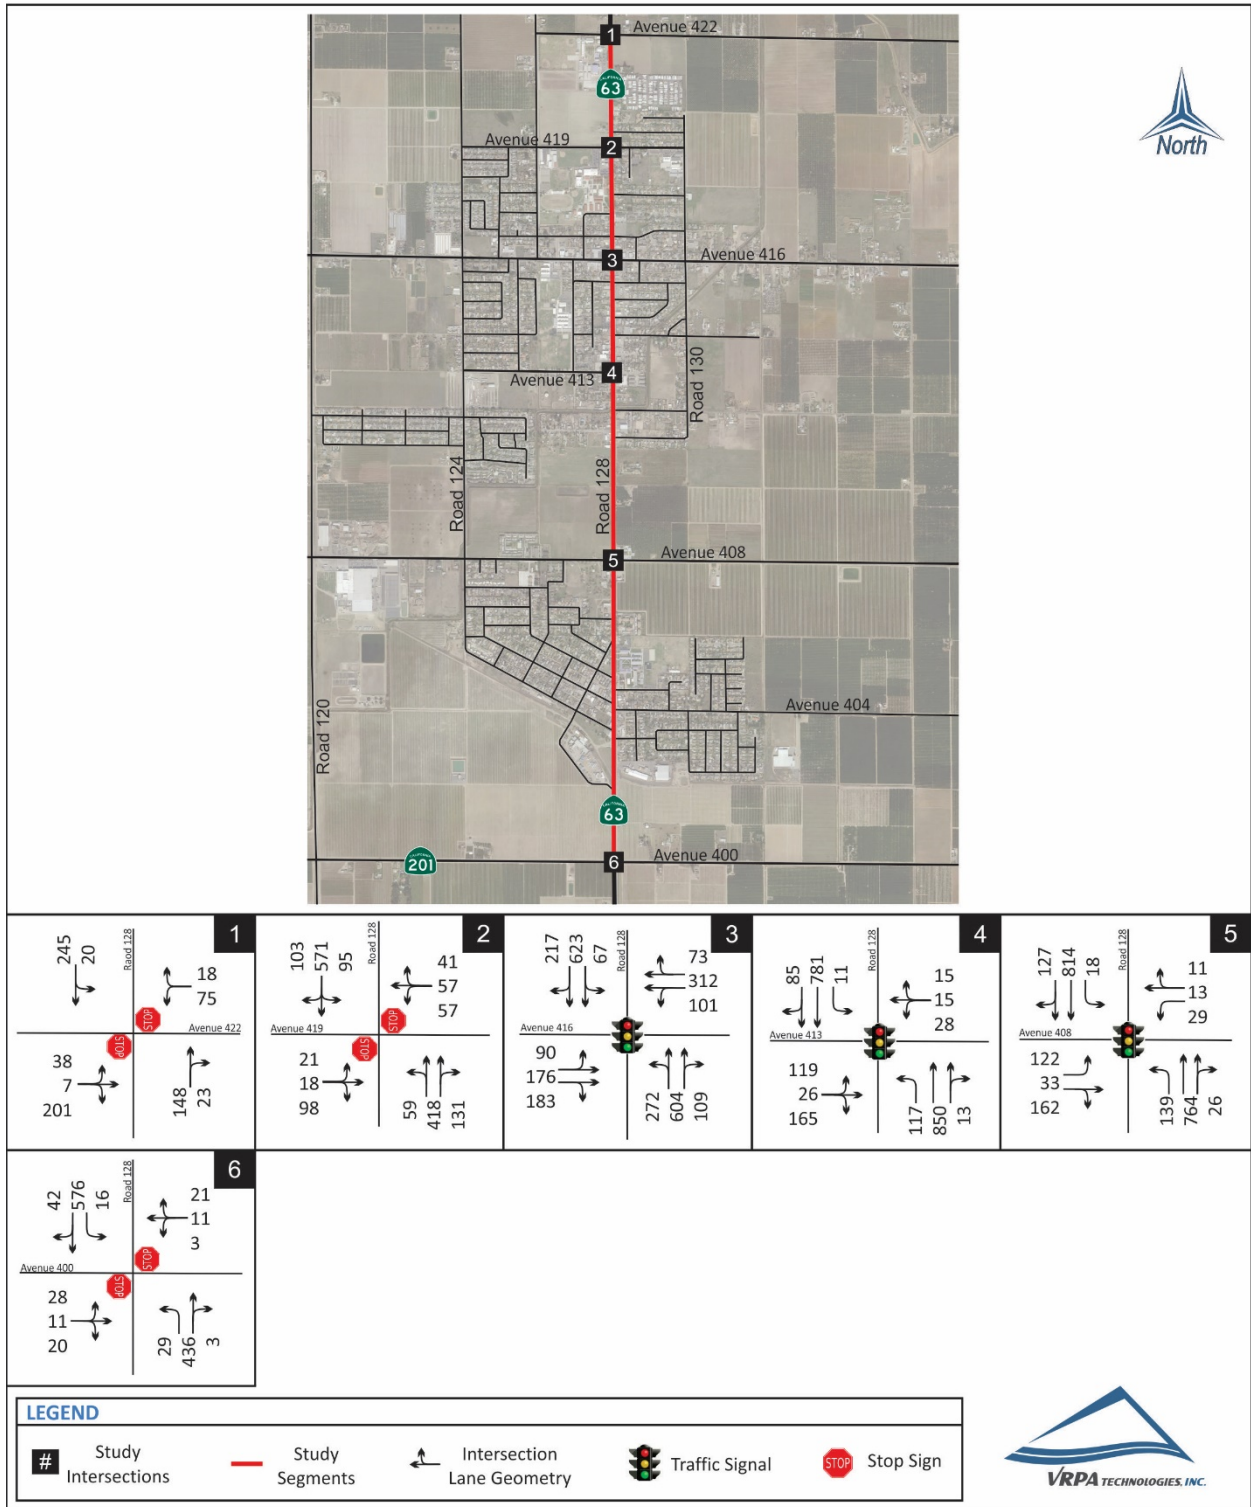 1
Avenue 422
CALIFORNIA
63
North
Avenue 419
2
3
Avenue 416
4
Avenue 413
Road 130
Road 124
Road 128
5
Avenue 408
Avenue 404
Road 120
CALIFORNIA
63
CALIFORNIA
201
6
Avenue 400
1
Raod 128
245
20
18
75
STOP
Avenue 422
STOP
38
7
201
148
23
2
Road 128
103
571
95
41
57
57
STOP
Avenue 419
STOP
21
18
98
59
418
131
3
Road 128
217
623
67
73
312
101
Avenue 416
90
176
183
272
604
109
4
Road 128
85
781
11
15
15
28
Avenue 413
119
26
165
117
850
13
5
Road 128
127
814
18
11
13
29
Avenue 408
122
33
162
139
764
26
6
Road 128
42
576
16
21
11
3
STOP
Avenue 400
STOP
28
11
20
29
436
3
LEGEND
# Study
Intersections
Study
Segments
Intersection
Lane Geometry
Traffic Signal
STOP
Stop Sign
VRPA TECHNOLOGIES, INC.